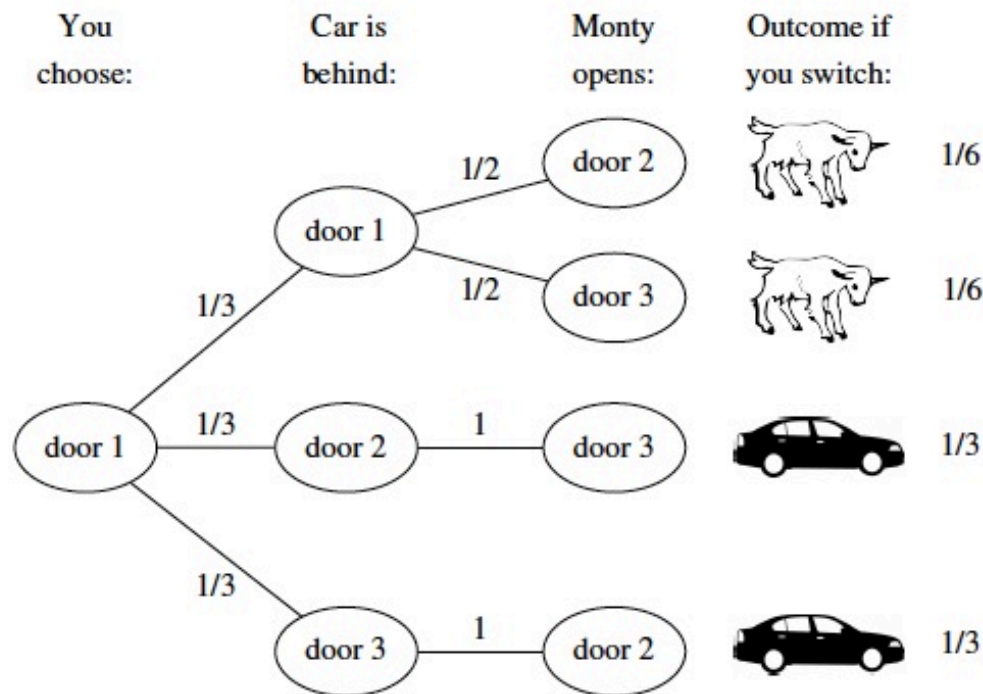 You choose:
Car is behind:
Monty opens:
Outcome if you switch:
door 1
1/3
door 1
1/2
door 2
1/6
1/2
door 3
1/6
1/3
door 2
1
door 3
1/3
1/3
door 3
1
door 2
1/3